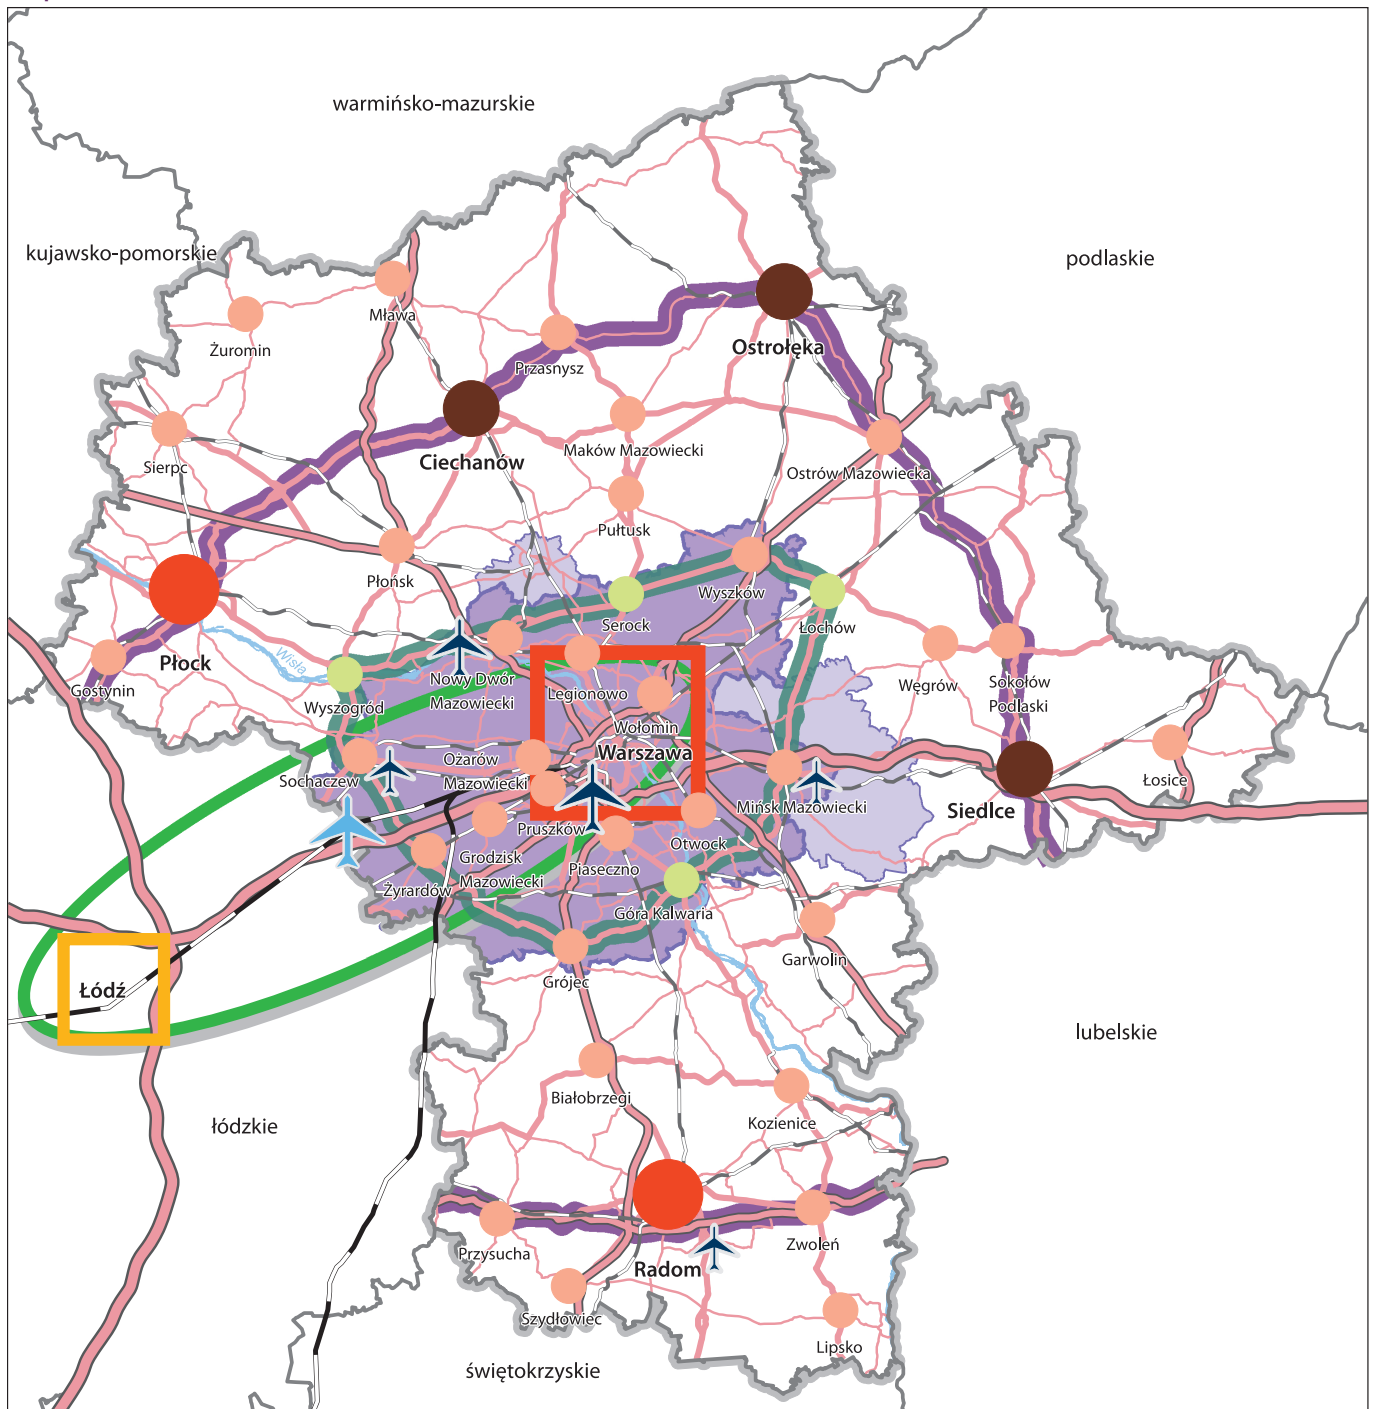 warmińsko-mazurskie
kujawsko-pomorskie
podlaskie
Mława
Żuromin
Ostrołęka
Przasnysz
Maków Mazowiecki
Ciechanów
Sierpc
Ostrów Mazowiecka
Pułtusk
Płońsk
Wyszków
Serock
Łochów
Płock
Wisła
Gostynin
Nowy Dwór
Mazowiecki
Legionowo
Węgrów
Sokołów
Podlaski
Wyszogród
Wołomin
Warszawa
Ożarów
Mazowiecki
Sochaczew
Łosice
Mińsk Mazowiecki
Siedlce
Pruszków
Otwock
Grodzisk
Mazowiecki
Piaseczno
Żyrardów
Góra Kalwaria
Garwolin
Grójec
Łódź
lubelskie
Białobrzegi
łódzkie
Kozienice
Zwoleń
Przysucha
Radom
Szydłowiec
Lipsko
świętokrzyskie